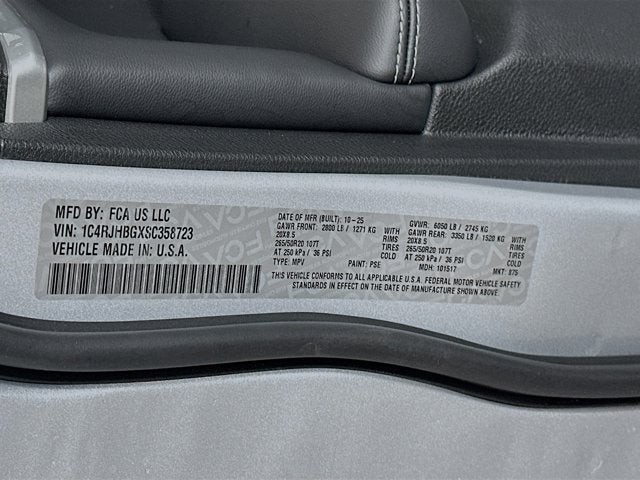 MFD BY: FCA US LLC
VIN: 1C4RJHBGXSC358723
VEHICLE MADE IN U.S.A.
DATE OF MFR (BUILT): 10-25
GAWR FRONT: 2800 LB / 1271 KG WITH
20X8.5 RIMS
265/50R20 107T TIRES
AT 250 kPa / 36 PSI COLD
TYPE: MPV PAINT: PSE
GVWR: 6050 LB / 2745 KG
GAWR REAR: 3350 LB / 1520 KG WITH
20X8.5 RIMS
265/50R20 107T TIRES
AT 250 kPa / 36 PSI COLD
MDH: 101517 MKT: 875
THIS VEHICLE CONFORMS TO ALL APPLICABLE U.S.A. FEDERAL MOTOR VEHICLE SAFETY
STANDARDS IN EFFECT ON THE DATE OF MANUFACTURE SHOWN ABOVE.